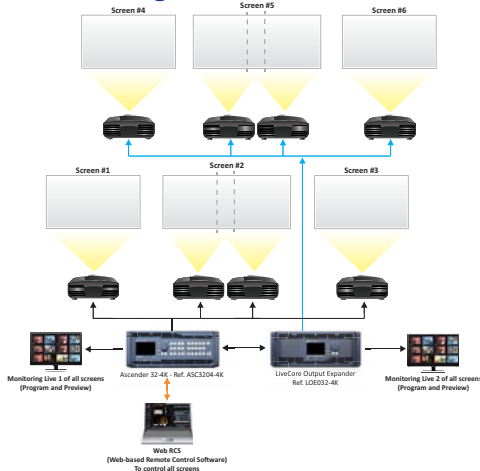 Screen #4
Screen #5
Screen #6
Screen #1
Screen #2
Screen #3
Monitoring Live 1 of all screens
(Program and Preview)
Ascender 32-4K - Ref. ASC3204-4K
LiveCore Output Expander
Ref. LOE032-4K
Monitoring Live 2 of all screens
(Program and Preview)
Web RCS
(Web-based Remote Control Software)
To control all screens